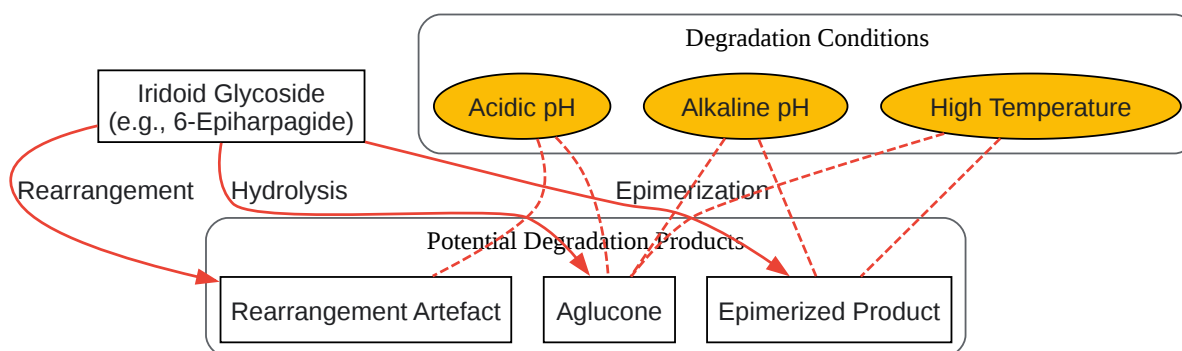 Degradation Conditions
Iridoid Glycoside
(e.g., 6-Epiharpagide)
Acidic pH
Alkaline pH
High Temperature
Rearrangement
Hydrolysis
Epimerization
Potential Degradation Products
Rearrangement Artefact
Aglucone
Epimerized Product